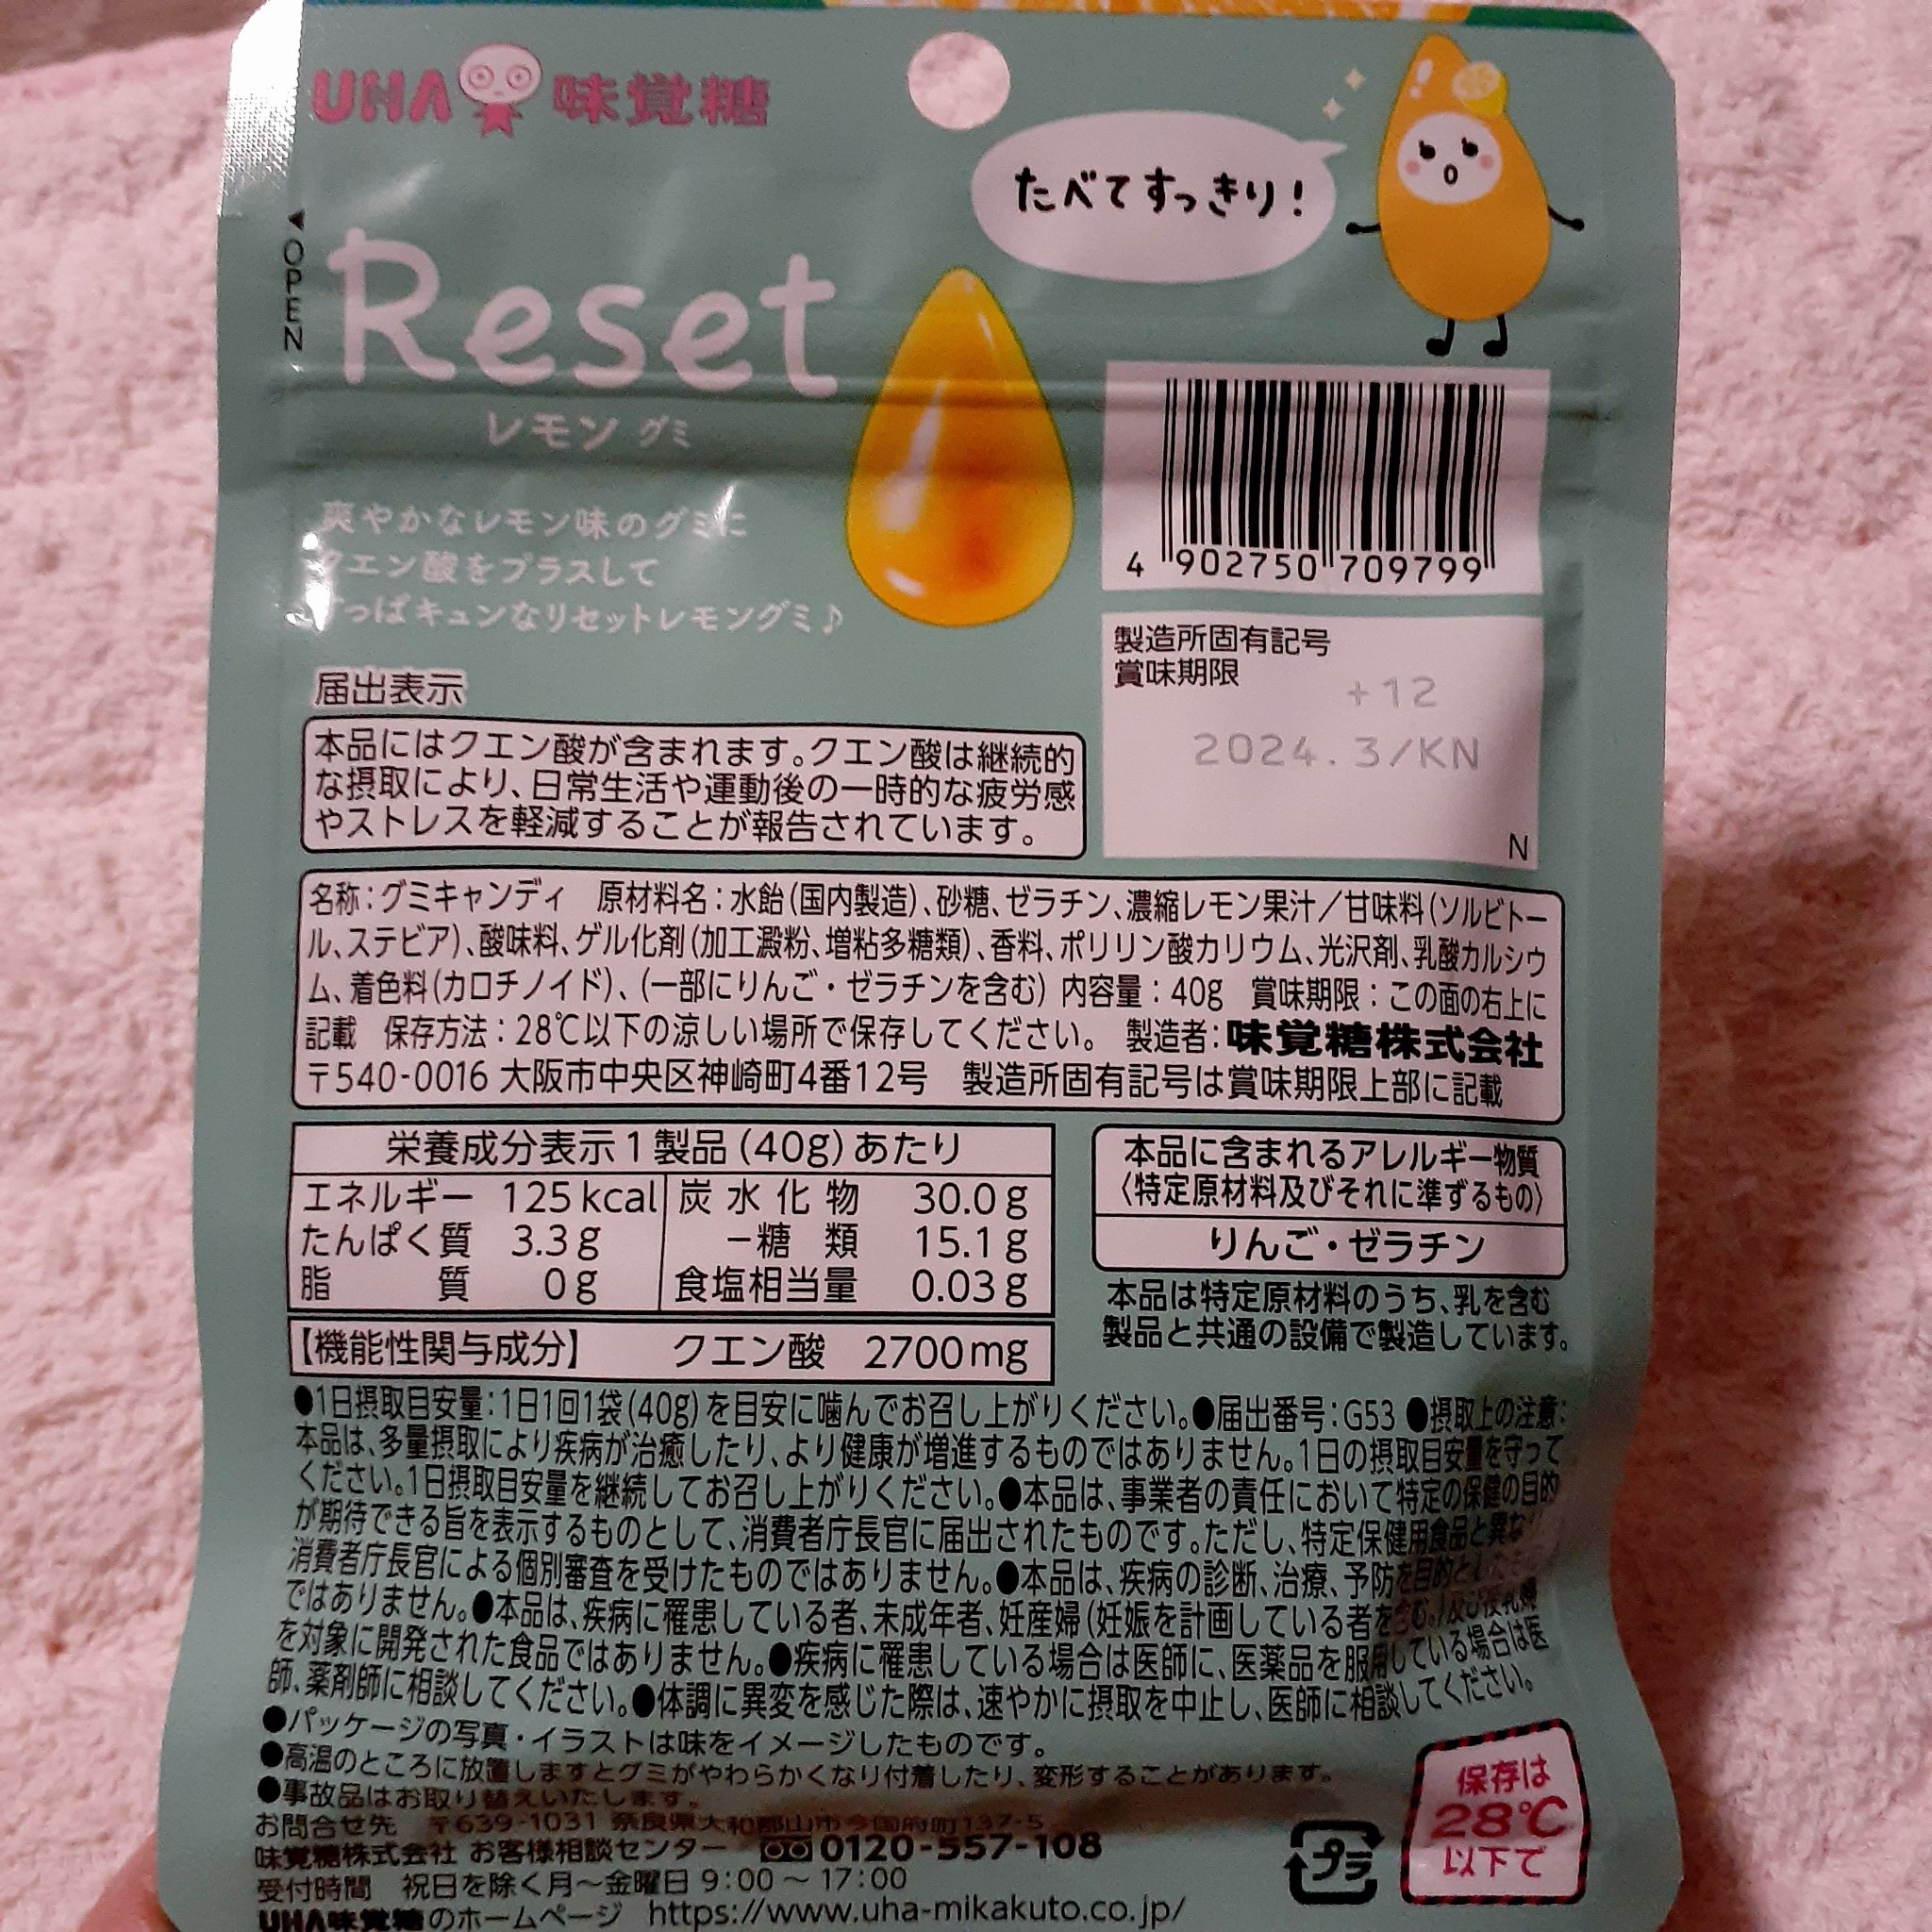 UHA 味覚糖
たべてすっきり!
OPEN
Reset
レモン グミ
爽やかなレモン味のグミに
クエン酸をプラスして
すっぱキュンなリセットレモングミ♪
4 902750 709799
製造所固有記号
賞味期限
+12
2024.3/KN
N
届出表示
本品にはクエン酸が含まれます。クエン酸は継続的
な摂取により、日常生活や運動後の一時的な疲労感
やストレスを軽減することが報告されています。
名称:グミキャンディ 原材料名:水飴(国内製造)、砂糖、ゼラチン、濃縮レモン果汁/甘味料(ソルビトー
ル、ステビア)、酸味料、ゲル化剤(加工澱粉、増粘多糖類)、香料、ポリリン酸カリウム、光沢剤、乳酸カルシウ
ム、着色料(カロチノイド)、(一部にりんご・ゼラチンを含む) 内容量:40g 賞味期限:この面の右上に
記載 保存方法:28℃以下の涼しい場所で保存してください。 製造者:味覚糖株式会社
〒540-0016 大阪市中央区神崎町4番12号 製造所固有記号は賞味期限上部に記載
栄養成分表示1製品(40g)あたり
エネルギー 125kcal 炭水化物 30.0g
たんぱく質 3.3g −糖類 15.1g
脂質 0g 食塩相当量 0.03g
【機能性関与成分】 クエン酸 2700mg
本品に含まれるアレルギー物質
〈特定原材料及びそれに準ずるもの〉
りんご・ゼラチン
本品は特定原材料のうち、乳を含む
製品と共通の設備で製造しています。
●1日摂取目安量:1日1回1袋(40g)を目安に噛んでお召し上がりください。●届出番号:G53 ●摂取上の注意:
本品は、多量摂取により疾病が治癒したり、より健康が増進するものではありません。1日の摂取目安量を守って
ください。1日摂取目安量を継続してお召し上がりください。●本品は、事業者の責任において特定の保健の目的
が期待できる旨を表示するものとして、消費者庁長官に届出されたものです。ただし、特定保健用食品と異な
消費者庁長官による個別審査を受けたものではありません。●本品は、疾病の診断、治療、予防を目的とした
ではありません。●本品は、疾病に罹患している者、未成年者、妊産婦(妊娠を計画している者を含む。)及び授乳婦
を対象に開発された食品ではありません。●疾病に罹患している場合は医師に、医薬品を服用している場合は医
師、薬剤師に相談してください。●体調に異変を感じた際は、速やかに摂取を中止し、医師に相談してください。
●パッケージの写真・イラストは味をイメージしたものです。
●高温のところに放置しますとグミがやわらかくなり付着したり、変形することがあります。
●事故品はお取り替えいたします。
お問合せ先 〒639-1031 奈良県大和郡山市今国府町137-5
味覚糖株式会社 お客様相談センター 0120-557-108
受付時間 祝日を除く月〜金曜日 9:00〜17:00
UHA味覚糖のホームページ https://www.uha-mikakuto.co.jp/
プラ
保存は
28℃
以下で